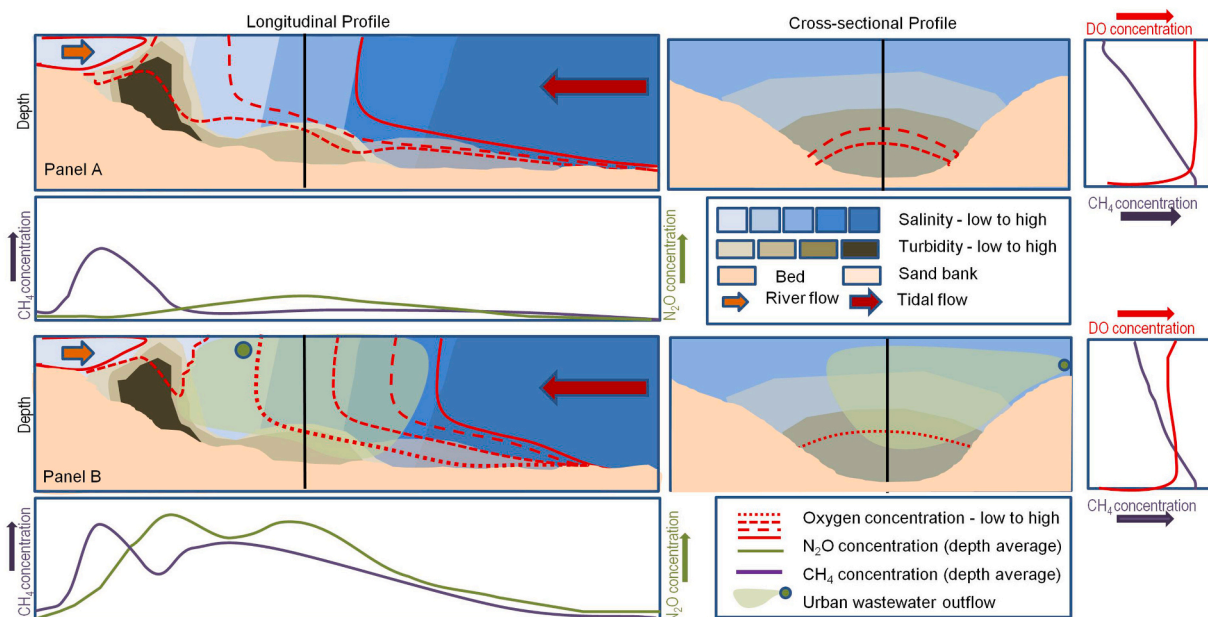 Longitudinal Profile
Cross-sectional Profile
DO concentration
Depth
Panel A
CH₄ concentration
CH₄ concentration
N₂O concentration
Salinity - low to high
Turbidity - low to high
Bed
Sand bank
River flow
Tidal flow
DO concentration
Depth
Panel B
CH₄ concentration
CH₄ concentration
N₂O concentration
Oxygen concentration - low to high
N₂O concentration (depth average)
CH₄ concentration (depth average)
Urban wastewater outflow